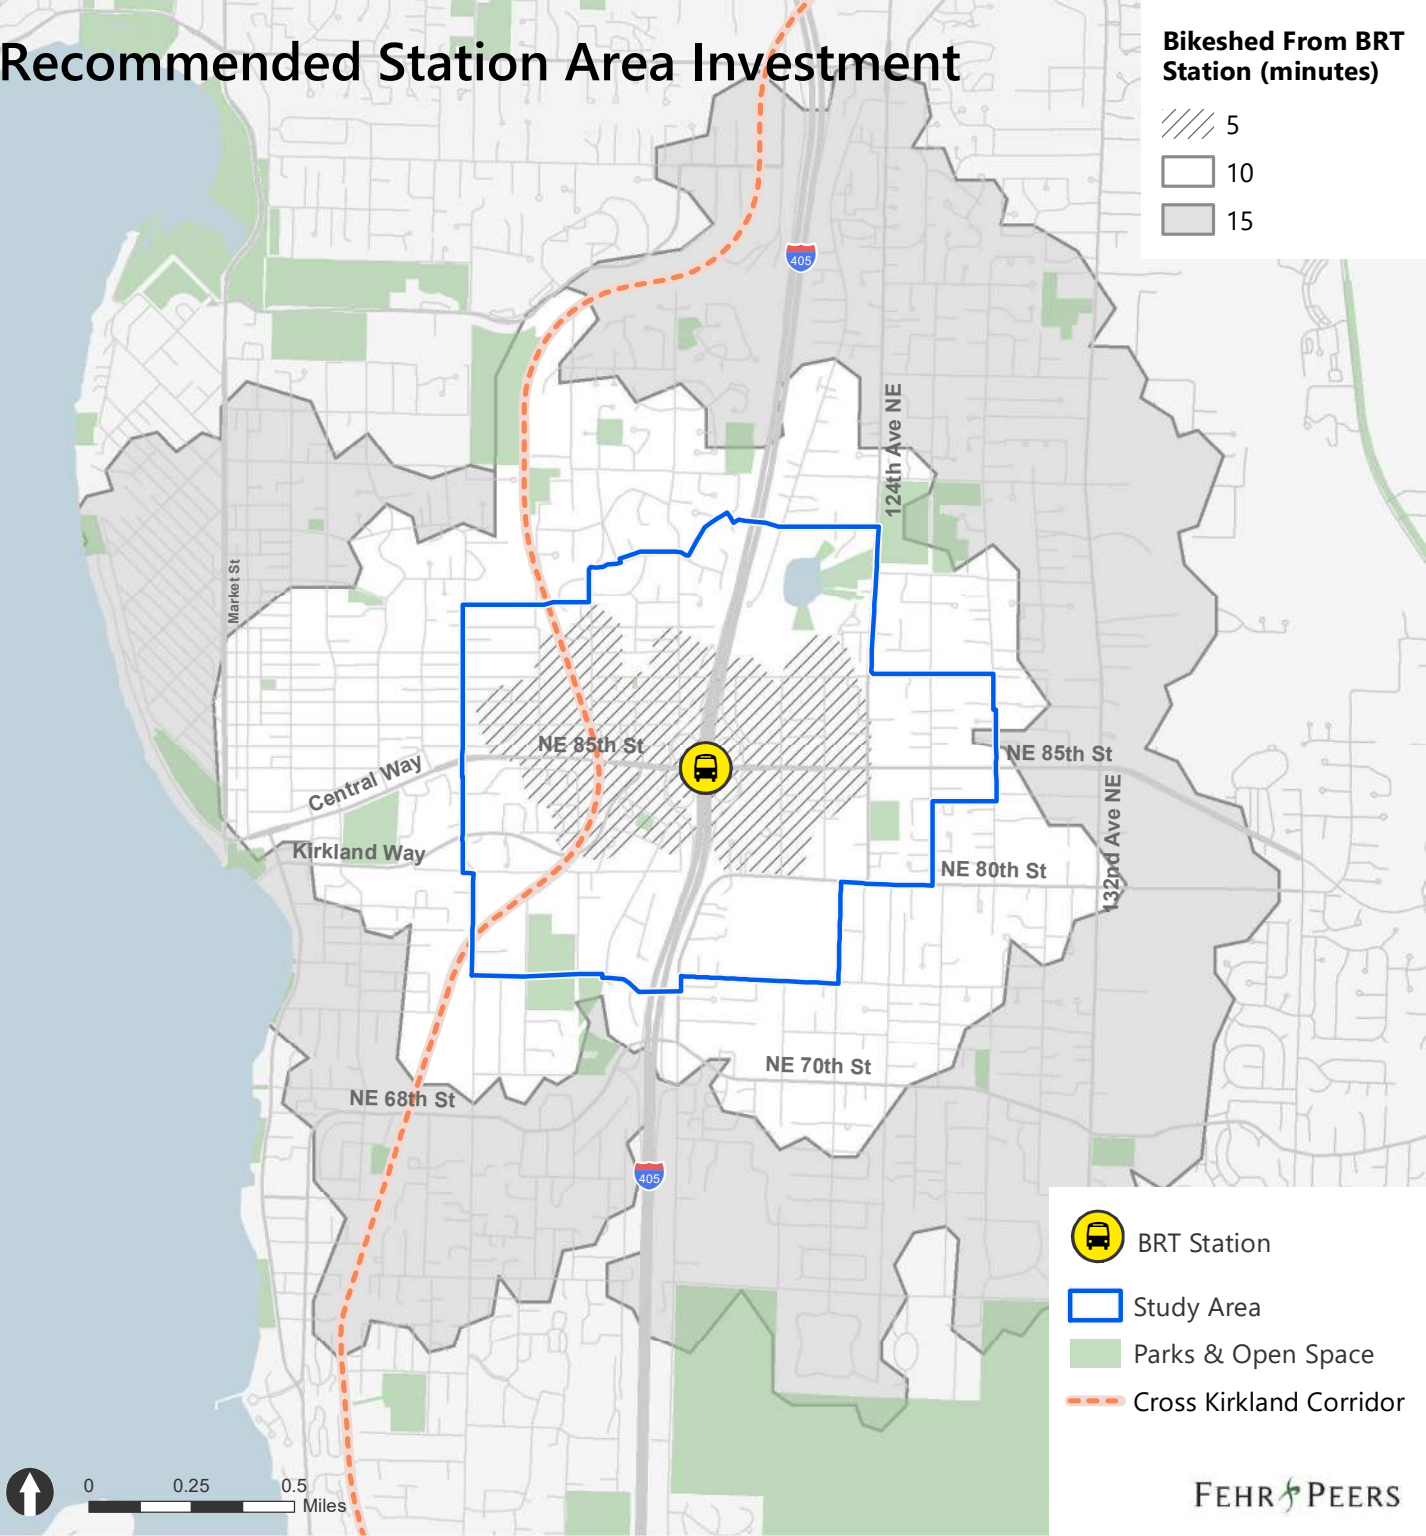 Recommended Station Area Investment
Bikeshed From BRT
Station (minutes)
5
10
15
405
124th Ave NE
Market St
NE 85th St
NE 85th St
Central Way
Kirkland Way
132nd Ave NE
NE 80th St
NE 70th St
NE 68th St
405
BRT Station
Study Area
Parks & Open Space
Cross Kirkland Corridor
0 0.25 0.5
Miles
FEHR PEERS